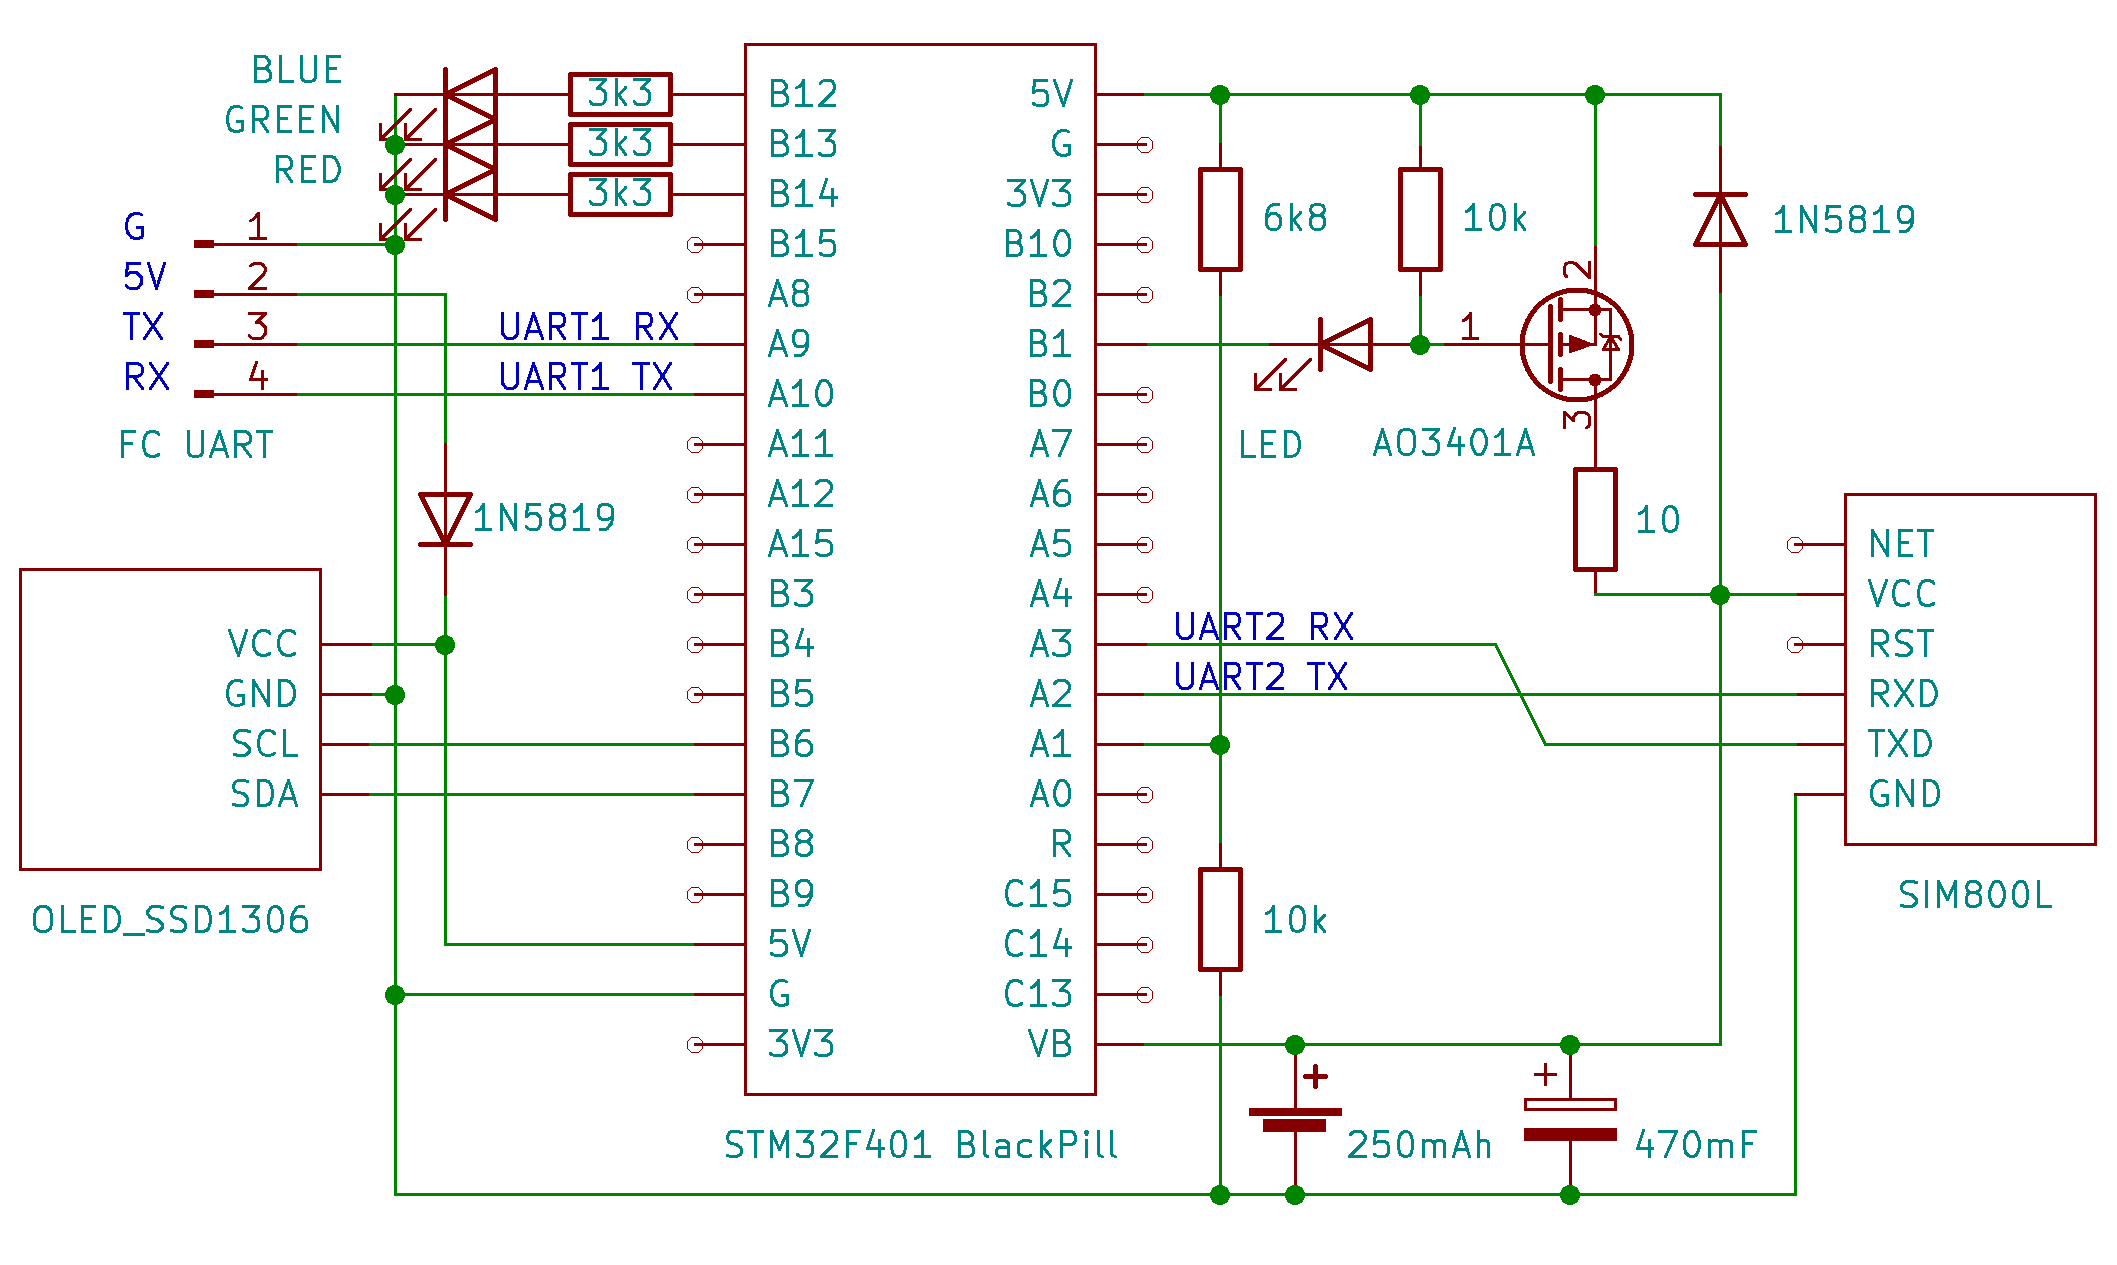 BLUE
GREEN
RED
3k3
3k3
3k3
G 1
5V 2
TX 3
RX 4
FC UART
UART1 RX
UART1 TX
1N5819
VCC
GND
SCL
SDA
OLED_SSD1306
B12
B13
B14
B15
A8
A9
A10
A11
A12
A15
B3
B4
B5
B6
B7
B8
B9
5V
G
3V3
5V
G
3V3
B10
B2
B1
B0
A7
A6
A5
A4
A3
A2
A1
A0
R
C15
C14
C13
VB
STM32F401 BlackPill
6k8
10k
1N5819
2
1
3
LED
AO3401A
10
UART2 RX
UART2 TX
10k
+
250mAh
+
470mF
NET
VCC
RST
RXD
TXD
GND
SIM800L